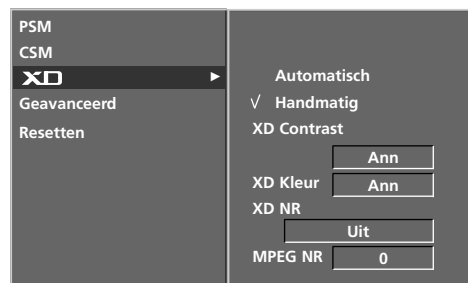 PSM
CSM
XD
Geavanceerd
Resetten
Automatisch
√ Handmatig
XD Contrast
Ann
XD Kleur Ann
XD NR
Uit
MPEG NR 0